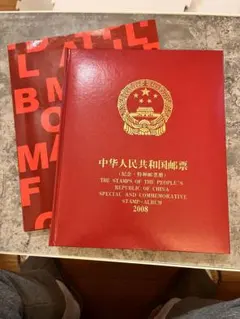 中华人民共和国邮票
(纪念·特种邮票册)
THE STAMPS OF THE PEOPLE'S
REPUBLIC OF CHINA
SPECIAL AND COMMEMORATIVE
STAMP-ALBUM
2008